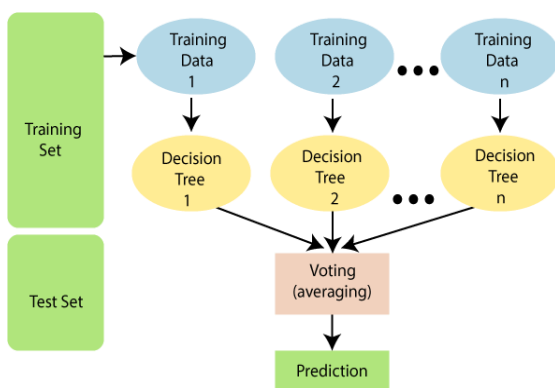 Training
Set
Training
Data
1
Training
Data
2
Training
Data
n
Decision
Tree
1
Decision
Tree
2
Decision
Tree
n
Test Set
Voting
(averaging)
Prediction